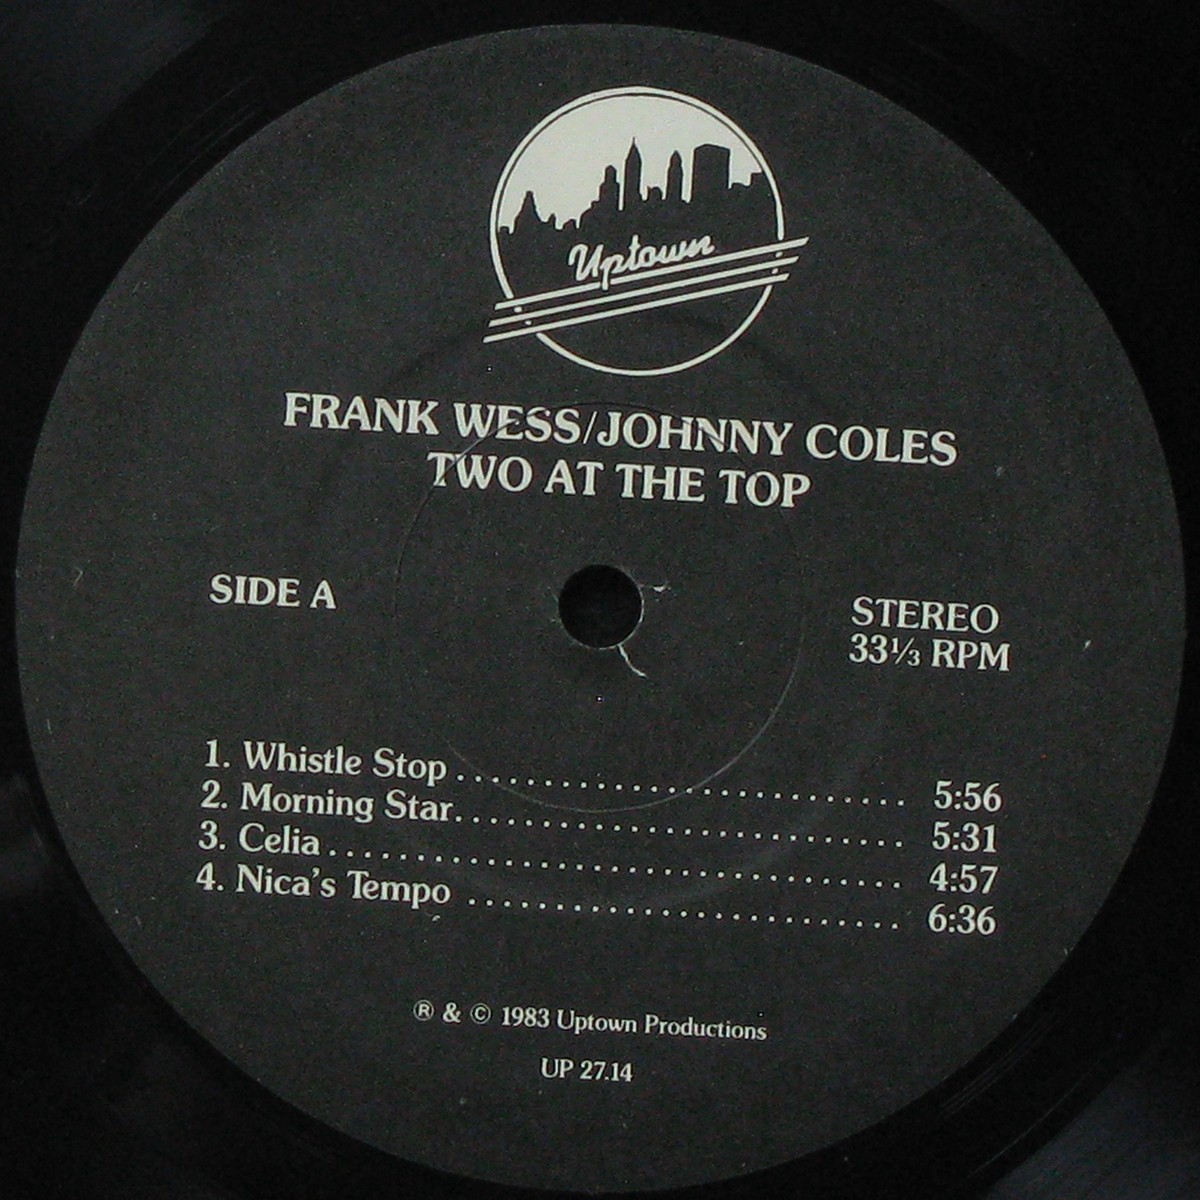 Uptown
FRANK WESS/JOHNNY COLES
TWO AT THE TOP
SIDE A
STEREO
33⅓ RPM
1. Whistle Stop ........................... 5:56
2. Morning Star........................... 5:31
3. Celia ........................... 4:57
4. Nica's Tempo ........................... 6:36
® & © 1983 Uptown Productions
UP 27.14